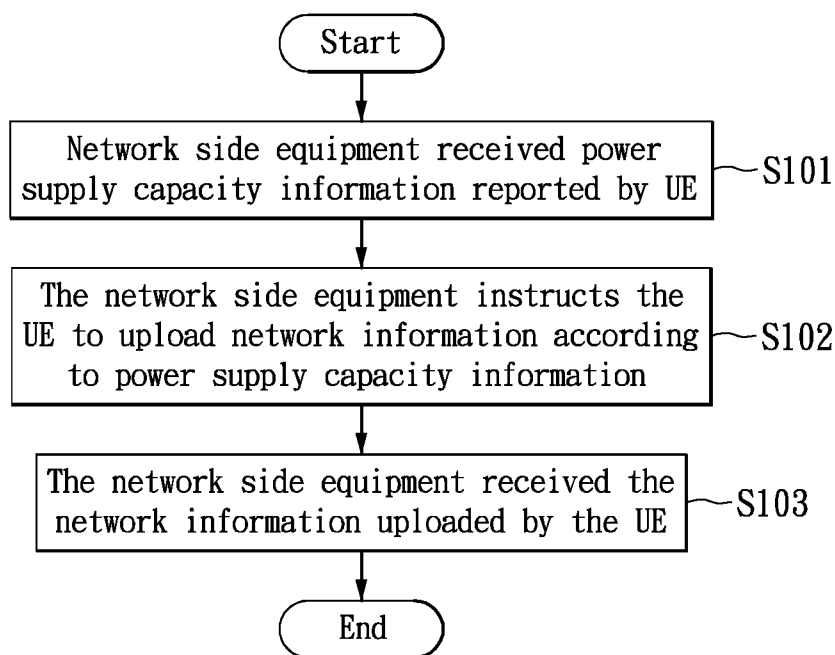 Start
Network side equipment received power
supply capacity information reported by UE
S101
The network side equipment instructs the
UE to upload network information according
to power supply capacity information
S102
The network side equipment received the
network information uploaded by the UE
S103
End